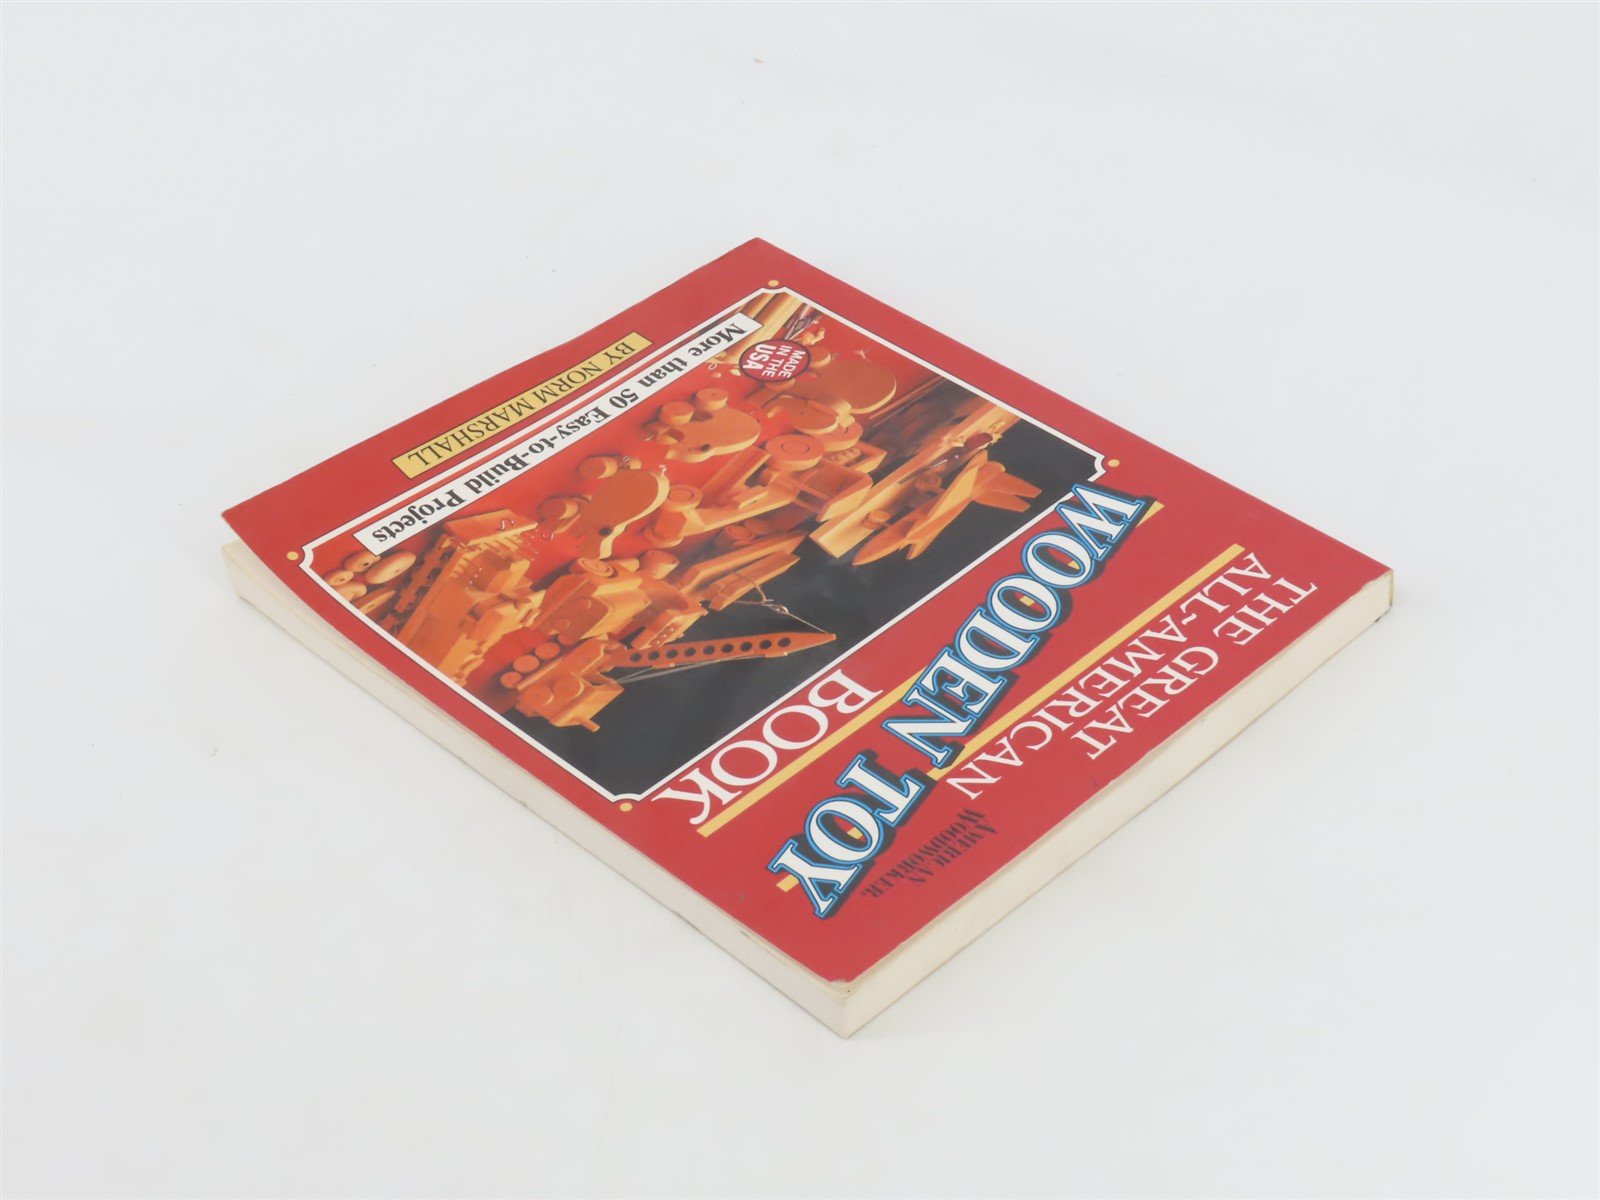 AMERICAN
WOODWORKER.
THE GREAT
ALL-AMERICAN
WOODEN TOY
BOOK
MADE
IN THE
USA
More than 50 Easy-to-Build Projects
BY NORM MARSHALL